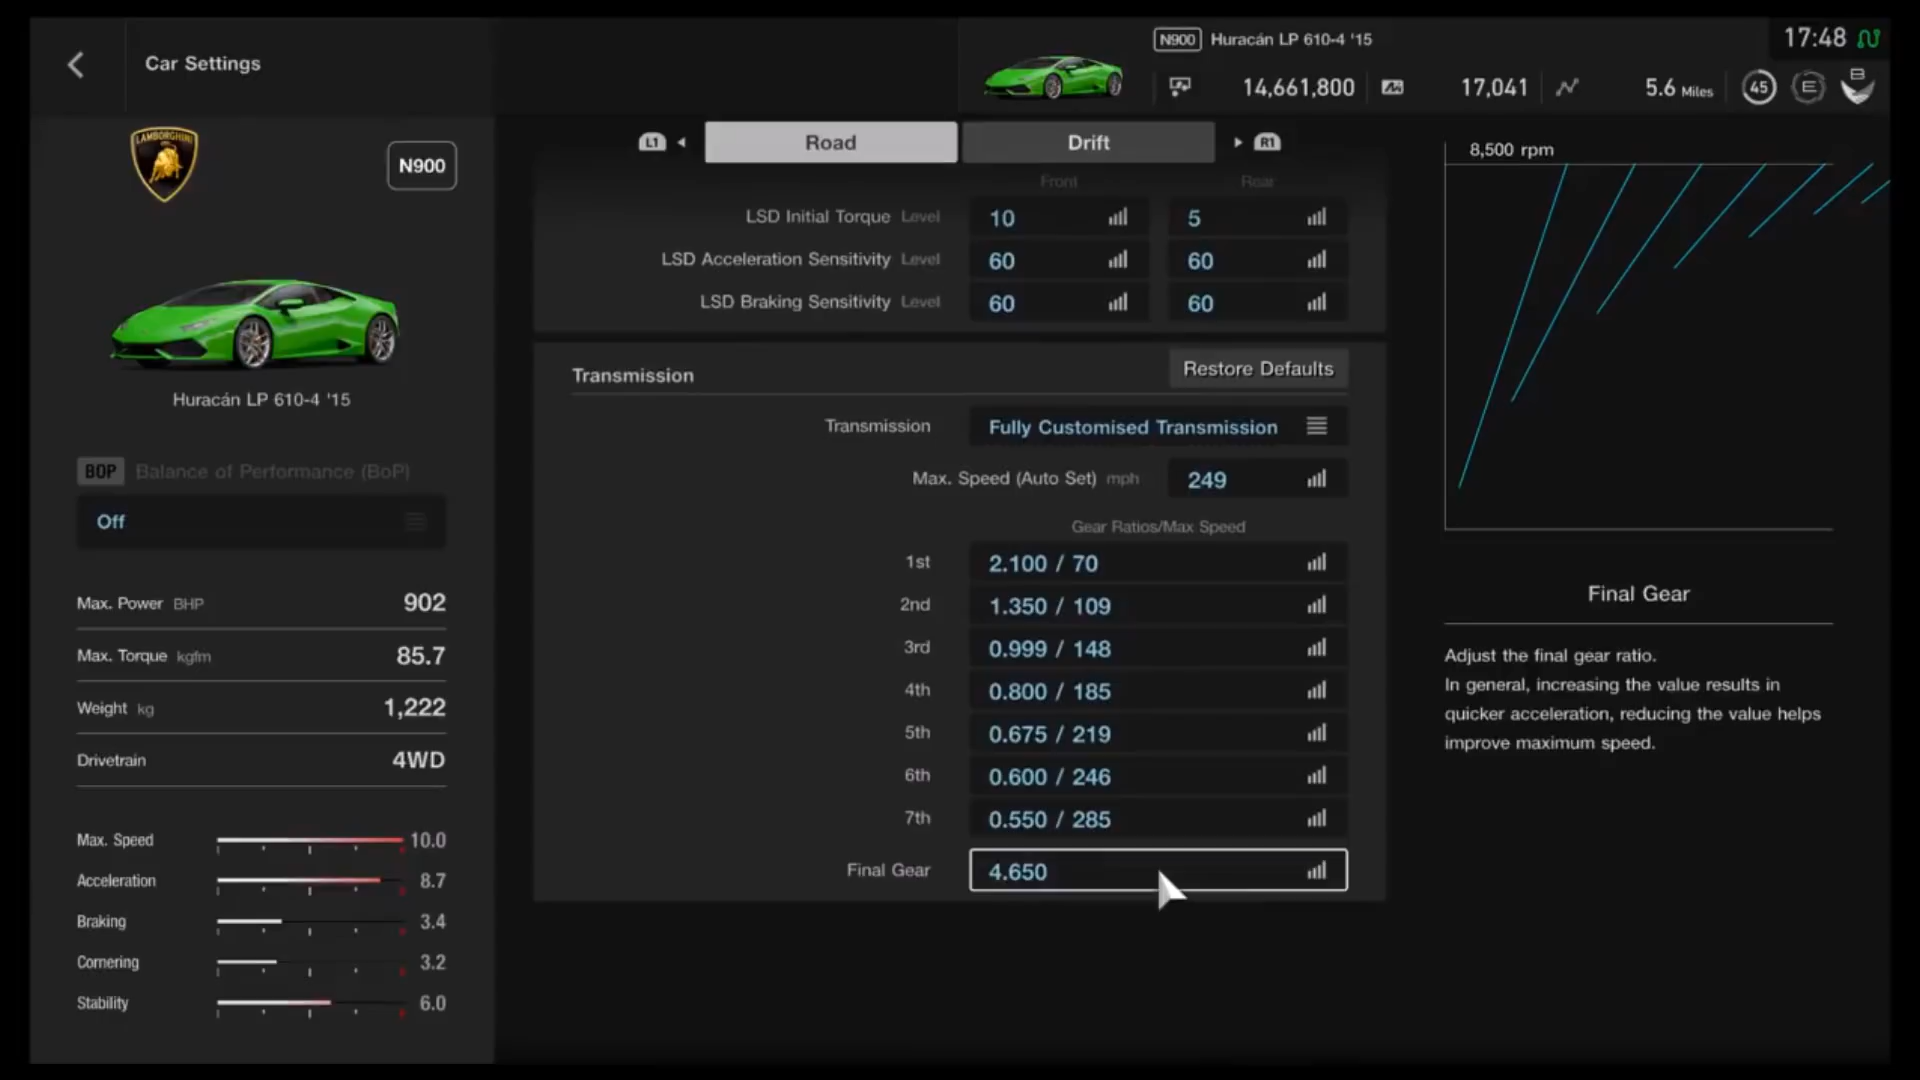 Car Settings
N900 Huracán LP 610-4 '15
17:48
14,661,800
17,041
5.6 Miles
45
E
B
LAMBORGHINI
N900
Huracán LP 610-4 '15
BOP Balance of Performance (BoP)
Off
Max. Power BHP 902
Max. Torque kgfm 85.7
Weight kg 1,222
Drivetrain 4WD
Max. Speed 10.0
Acceleration 8.7
Braking 3.4
Cornering 3.2
Stability 6.0
L1 Road Drift R1
Front Rear
LSD Initial Torque Level 10 5
LSD Acceleration Sensitivity Level 60 60
LSD Braking Sensitivity Level 60 60
Transmission Restore Defaults
Transmission Fully Customised Transmission
Max. Speed (Auto Set) mph 249
Gear Ratios/Max Speed
1st 2.100 / 70
2nd 1.350 / 109
3rd 0.999 / 148
4th 0.800 / 185
5th 0.675 / 219
6th 0.600 / 246
7th 0.550 / 285
Final Gear 4.650
8,500 rpm
Final Gear
Adjust the final gear ratio.
In general, increasing the value results in
quicker acceleration, reducing the value helps
improve maximum speed.